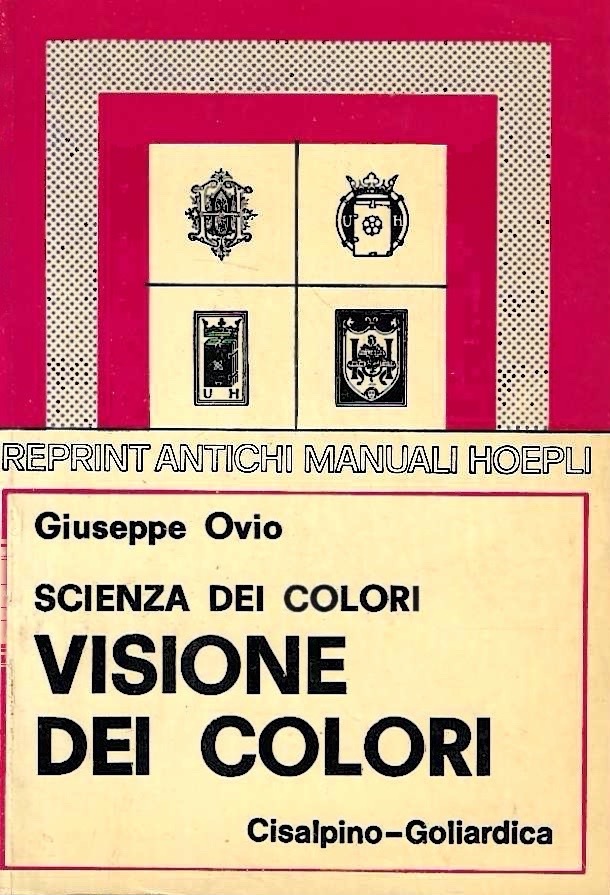 U H
U H
REPRINT ANTICHI MANUALI HOEPLI
Giuseppe Ovio
SCIENZA DEI COLORI
VISIONE
DEI COLORI
Cisalpino-Goliardica